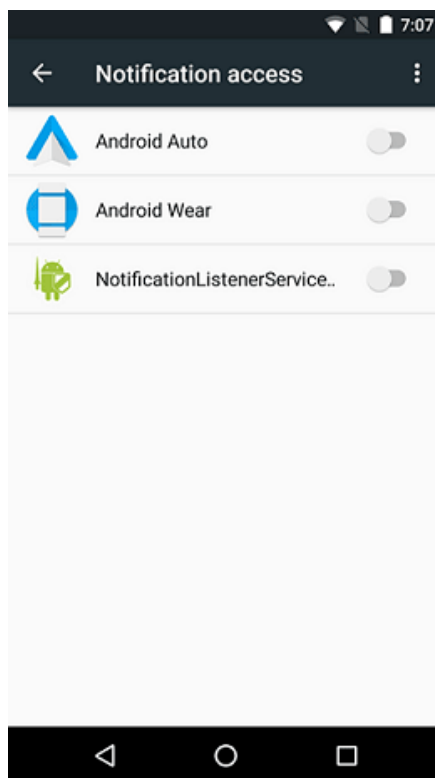 7:07
Notification access
Android Auto
Android Wear
NotificationListenerService..